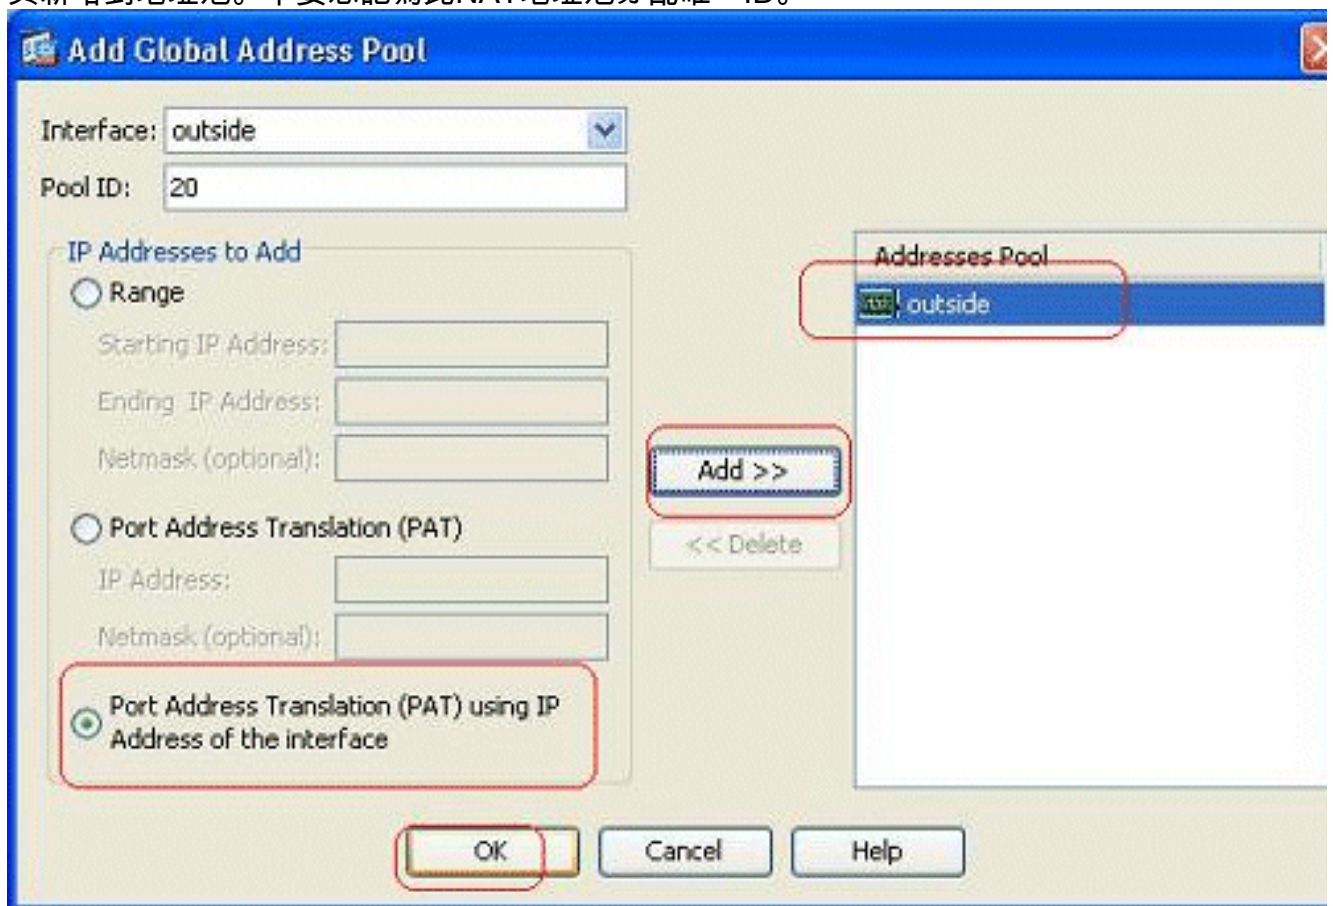 Add Global Address Pool
Interface: outside
Pool ID: 20
IP Addresses to Add
Range
Starting IP Address:
Ending IP Address:
Netmask (optional):
Port Address Translation (PAT)
IP Address:
Netmask (optional):
Port Address Translation (PAT) using IP
Address of the interface
Add >>
<< Delete
Addresses Pool
outside
OK
Cancel
Help